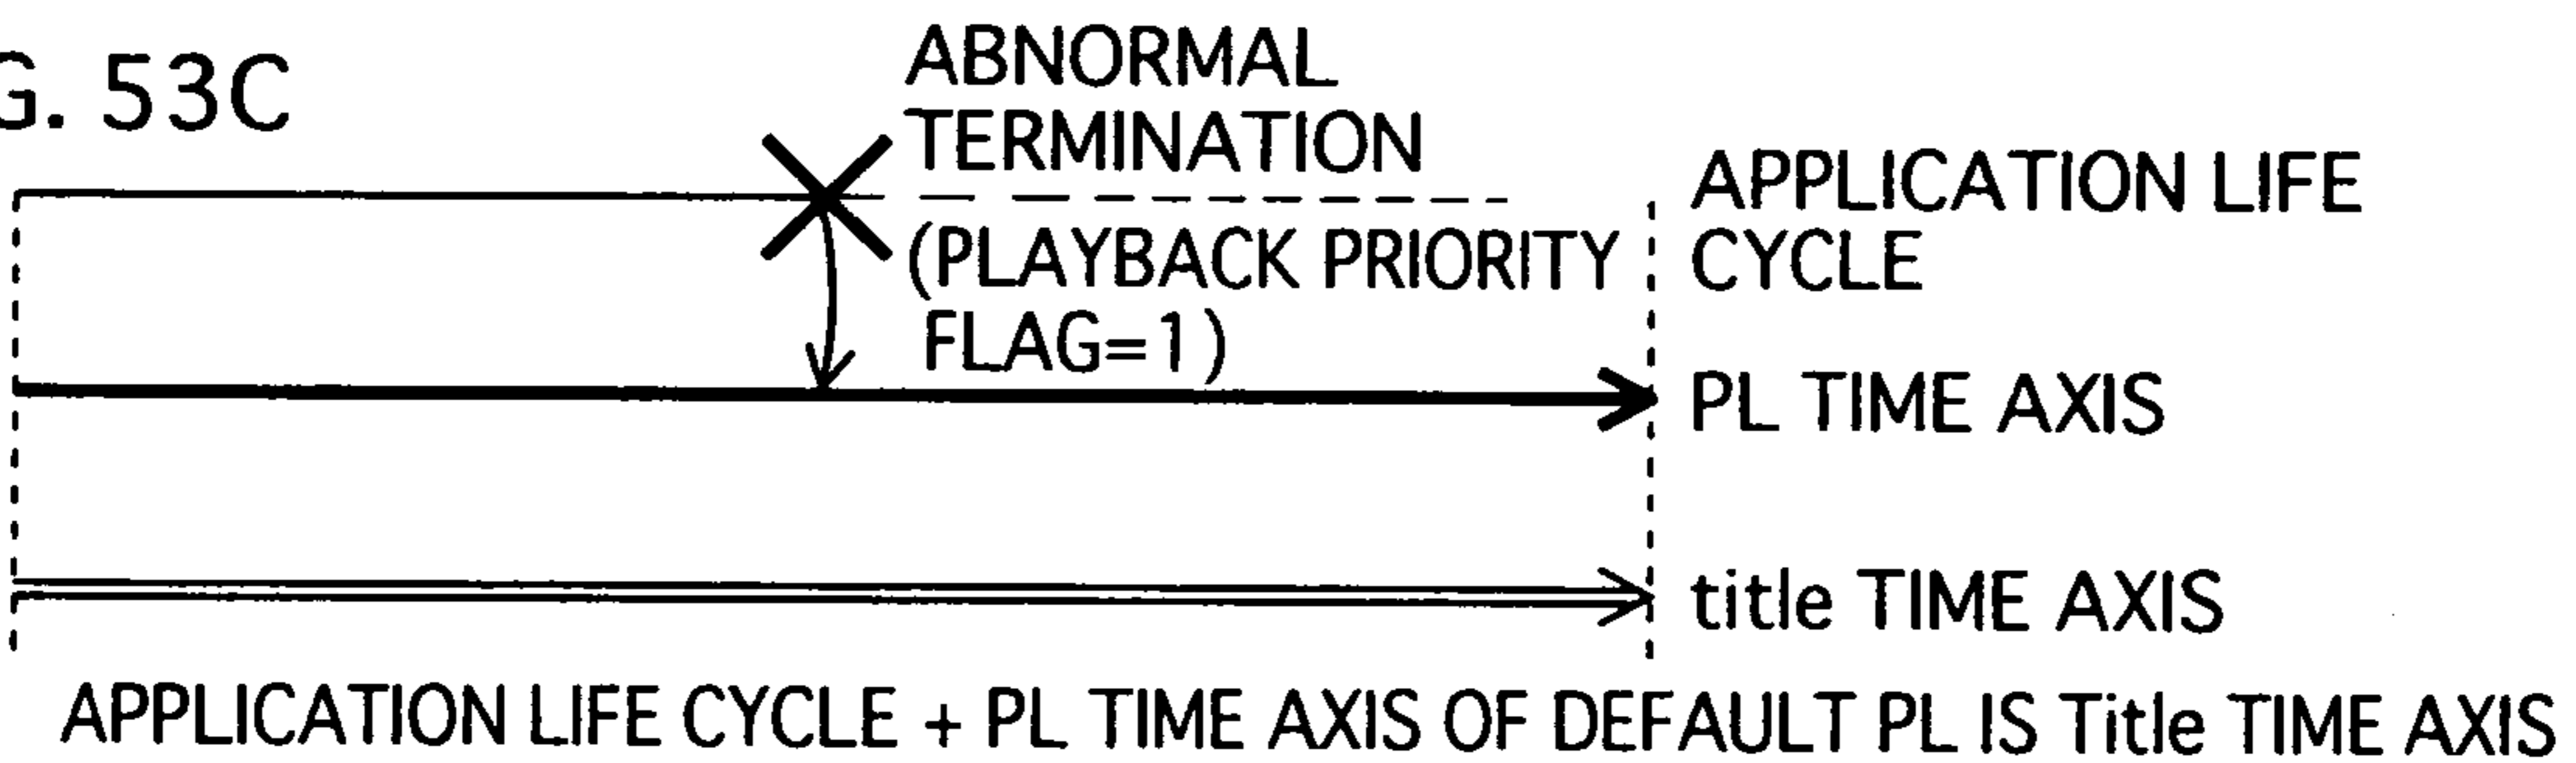 G. 53C
ABNORMAL
TERMINATION
(PLAYBACK PRIORITY
FLAG=1)
APPLICATION LIFE
CYCLE
PL TIME AXIS
title TIME AXIS
APPLICATION LIFE CYCLE + PL TIME AXIS OF DEFAULT PL IS Title TIME AXIS